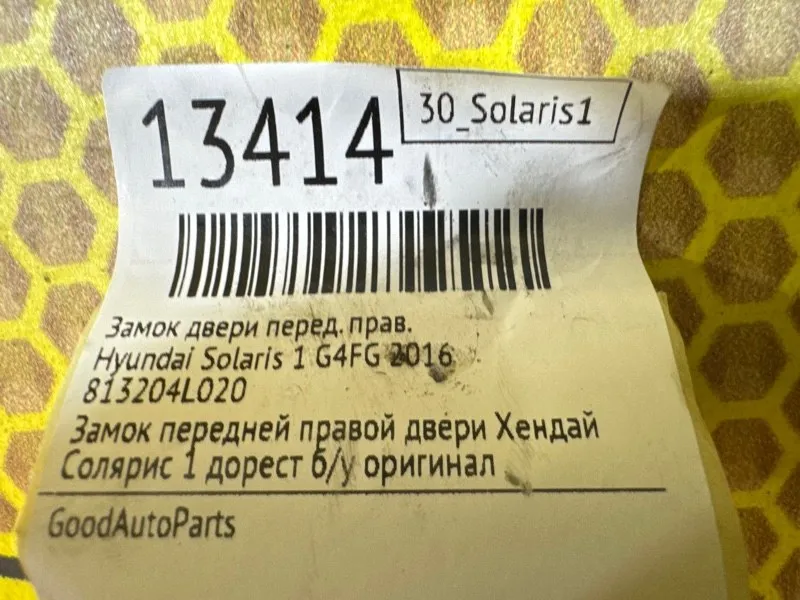 13414
30_Solaris1
Замок двери перед. прав.
Hyundai Solaris 1 G4FG 2016
813204L020
Замок передней правой двери Хендай
Солярис 1 дорест б/у оригинал
GoodAutoParts